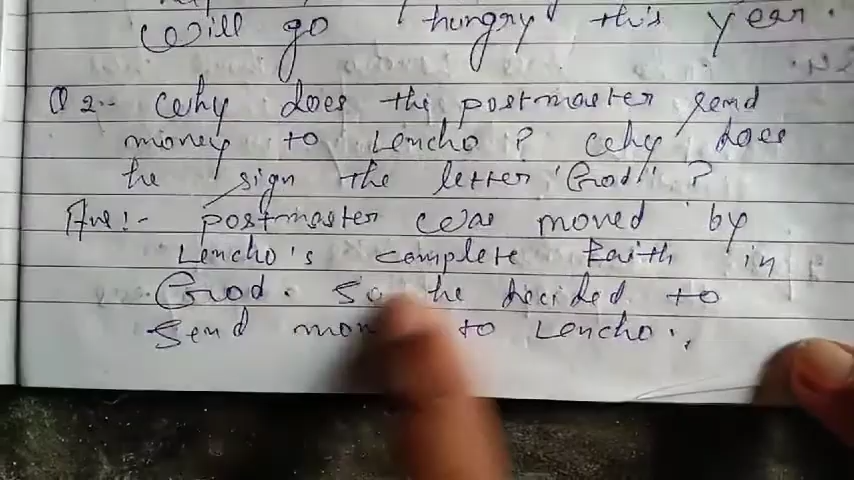 will go hungry this year.
Q 2:- why does the postmaster send
money to Lencho? why does
he sign the letter 'God'?
Ans:- postmaster was moved by
Lencho's complete Faith in
God. So he decided to
Send to Lencho.